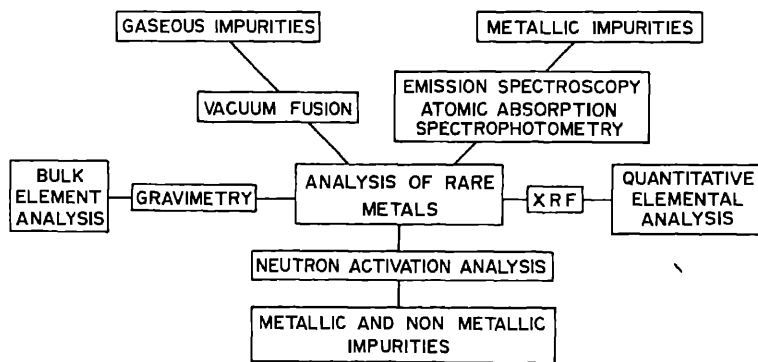 GASEOUS IMPURITIES
METALLIC IMPURITIES
VACUUM FUSION
EMISSION SPECTROSCOPY
ATOMIC ABSORPTION
SPECTROPHOTOMETRY
BULK
ELEMENT
ANALYSIS
GRAVIMETRY
ANALYSIS OF RARE
METALS
XRF
QUANTITATIVE
ELEMENTAL
ANALYSIS
NEUTRON ACTIVATION ANALYSIS
METALLIC AND NON METALLIC
IMPURITIES